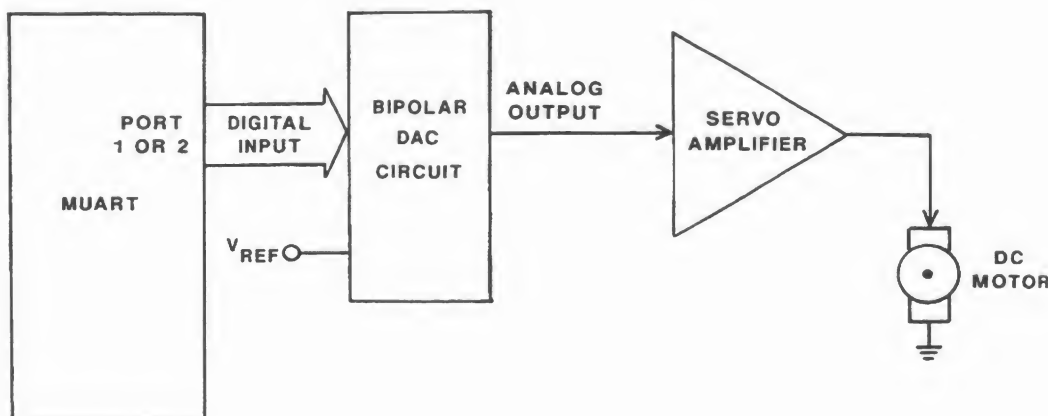 PORT
1 OR 2
MUART
DIGITAL
INPUT
VREF
BIPOLAR
DAC
CIRCUIT
ANALOG
OUTPUT
SERVO
AMPLIFIER
DC
MOTOR